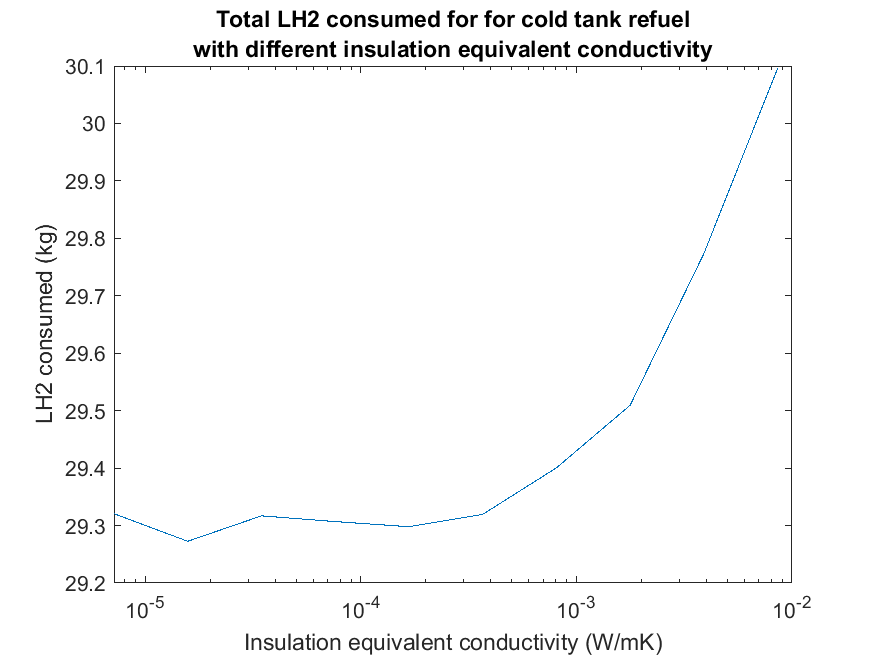 Total LH2 consumed for for cold tank refuel
with different insulation equivalent conductivity
30.1
30
29.9
29.8
29.7
29.6
29.5
29.4
29.3
29.2
LH2 consumed (kg)
10^-5 10^-4 10^-3 10^-2
Insulation equivalent conductivity (W/mK)